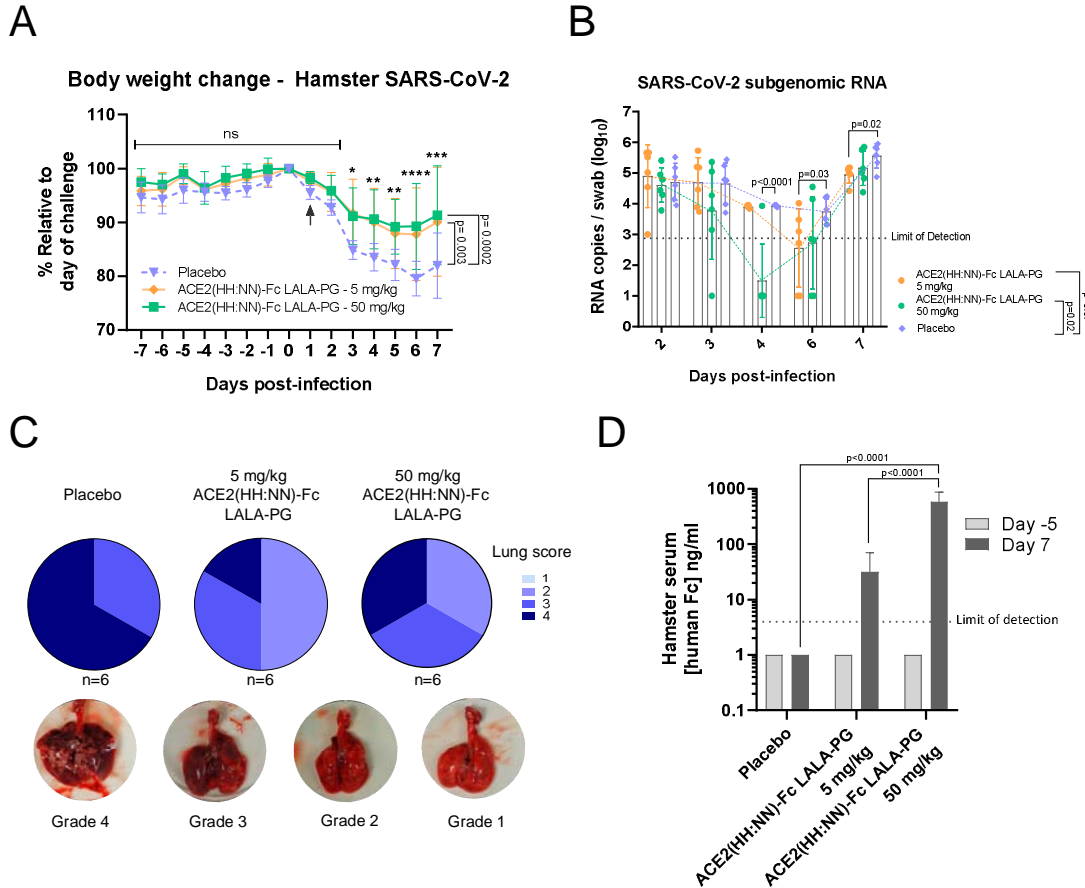 A
Body weight change - Hamster SARS-CoV-2
% Relative to
day of challenge
110
100
90
80
70
ns
*
**
**
****
***
p= 0.003
p= 0.0002
Placebo
ACE2(HH:NN)-Fc LALA-PG - 5 mg/kg
ACE2(HH:NN)-Fc LALA-PG - 50 mg/kg
-7 -6 -5 -4 -3 -2 -1 0 1 2 3 4 5 6 7
Days post-infection
B
SARS-CoV-2 subgenomic RNA
RNA copies / swab (log10)
7
6
5
4
3
2
1
0
p<0.0001
p=0.03
p=0.02
Limit of Detection
ACE2(HH:NN)-Fc LALA-PG
5 mg/kg
ACE2(HH:NN)-Fc LALA-PG
50 mg/kg
Placebo
p=0.02
2 3 4 6 7
Days post-infection
C
Placebo
5 mg/kg
ACE2(HH:NN)-Fc
LALA-PG
50 mg/kg
ACE2(HH:NN)-Fc
LALA-PG
Lung score
1
2
3
4
n=6
n=6
n=6
Grade 4
Grade 3
Grade 2
Grade 1
D
p<0.0001
p<0.0001
Hamster serum
[human Fc] ng/ml
1000
100
10
1
0.1
Day -5
Day 7
Limit of detection
Placebo
ACE2(HH:NN)-Fc LALA-PG
5 mg/kg
ACE2(HH:NN)-Fc LALA-PG
50 mg/kg